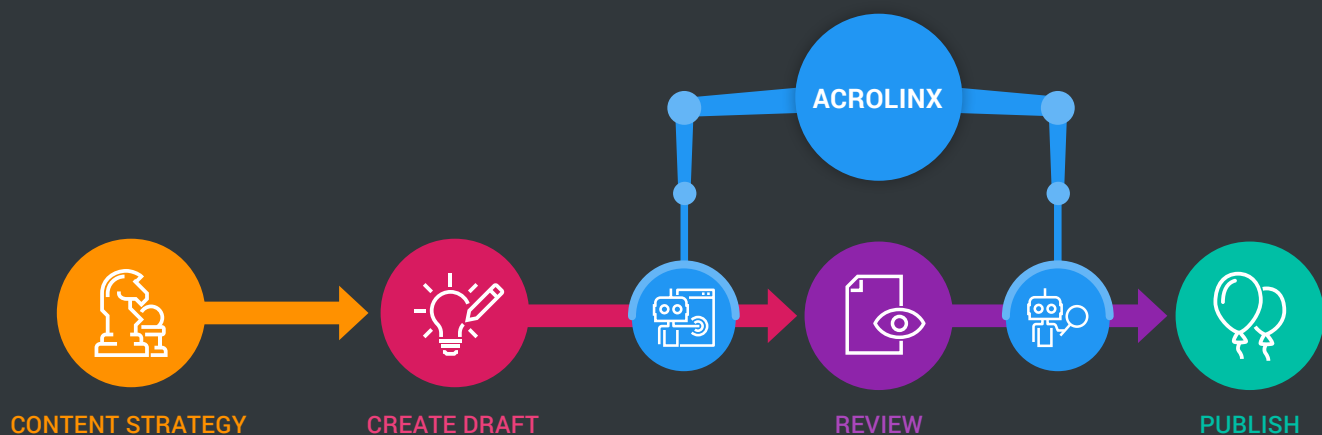 ACROLINX
CONTENT STRATEGY
CREATE DRAFT
REVIEW
PUBLISH